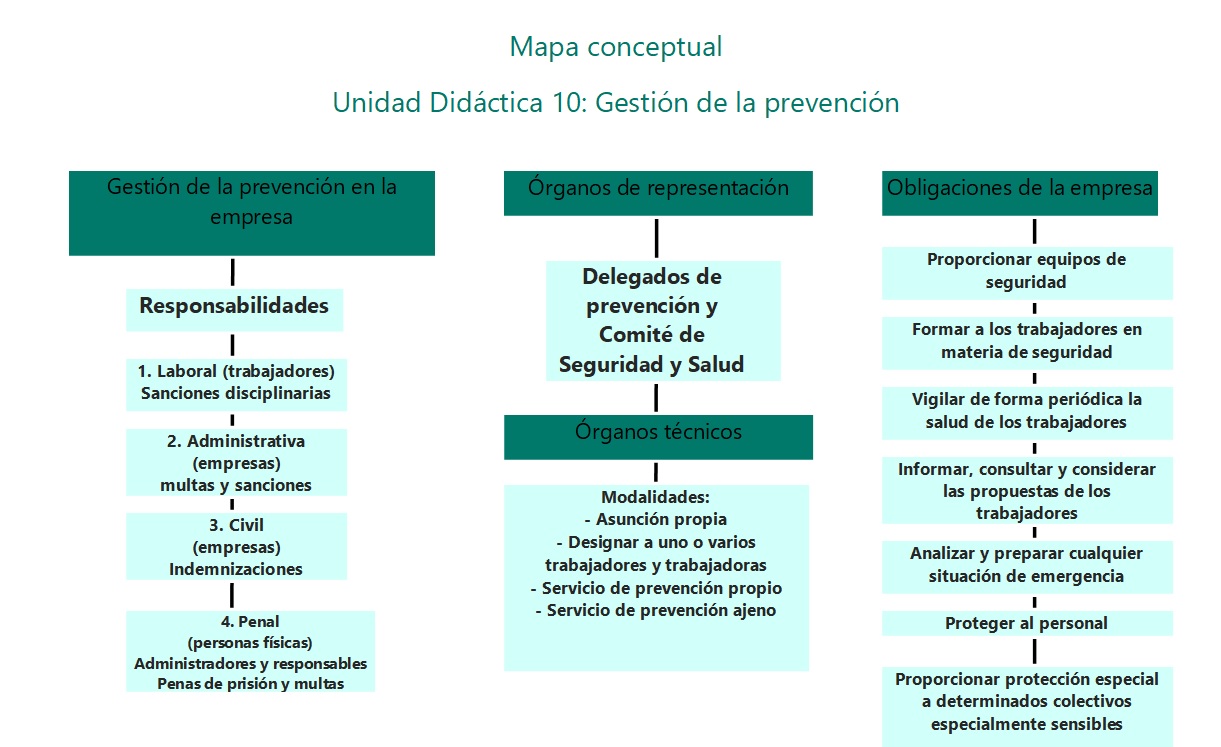 Mapa conceptual
Unidad Didáctica 10: Gestión de la prevención
Gestión de la prevención en la
empresa
Responsabilidades
1. Laboral (trabajadores)
Sanciones disciplinarias
2. Administrativa
(empresas)
multas y sanciones
3. Civil
(empresas)
Indemnizaciones
4. Penal
(personas físicas)
Administradores y responsables
Penas de prisión y multas
Órganos de representación
Delegados de
prevención y
Comité de
Seguridad y Salud
Órganos técnicos
Modalidades:
- Asunción propia
- Designar a uno o varios
trabajadores y trabajadoras
- Servicio de prevención propio
- Servicio de prevención ajeno
Obligaciones de la empresa
Proporcionar equipos de
seguridad
Formar a los trabajadores en
materia de seguridad
Vigilar de forma periódica la
salud de los trabajadores
Informar, consultar y considerar
las propuestas de los
trabajadores
Analizar y preparar cualquier
situación de emergencia
Proteger al personal
Proporcionar protección especial
a determinados colectivos
especialmente sensibles